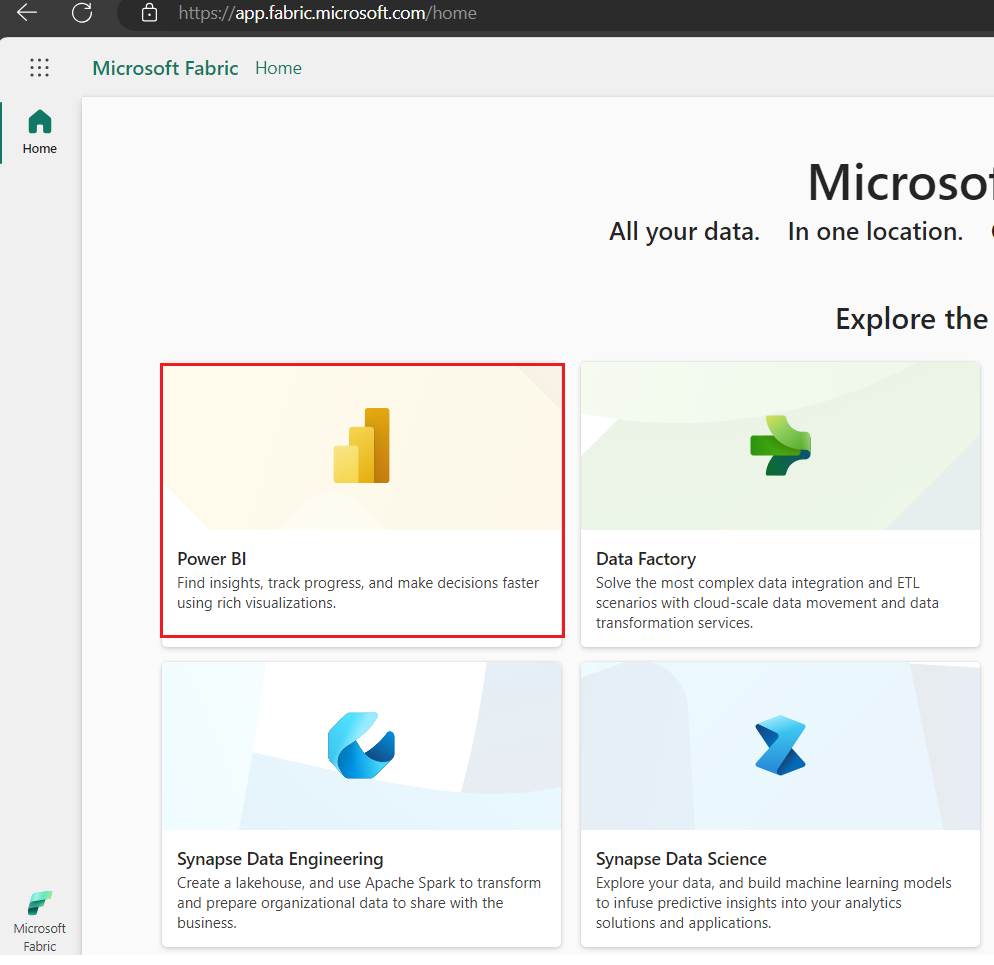 https://app.fabric.microsoft.com/home
Microsoft Fabric Home
Home
All your data. In one location.
Explore the
Power BI
Find insights, track progress, and make decisions faster
using rich visualizations.
Data Factory
Solve the most complex data integration and ETL
scenarios with cloud-scale data movement and data
transformation services.
Synapse Data Engineering
Create a lakehouse, and use Apache Spark to transform
and prepare organizational data to share with the
business.
Synapse Data Science
Explore your data, and build machine learning models
to infuse predictive insights into your analytics
solutions and applications.
Microsoft
Fabric